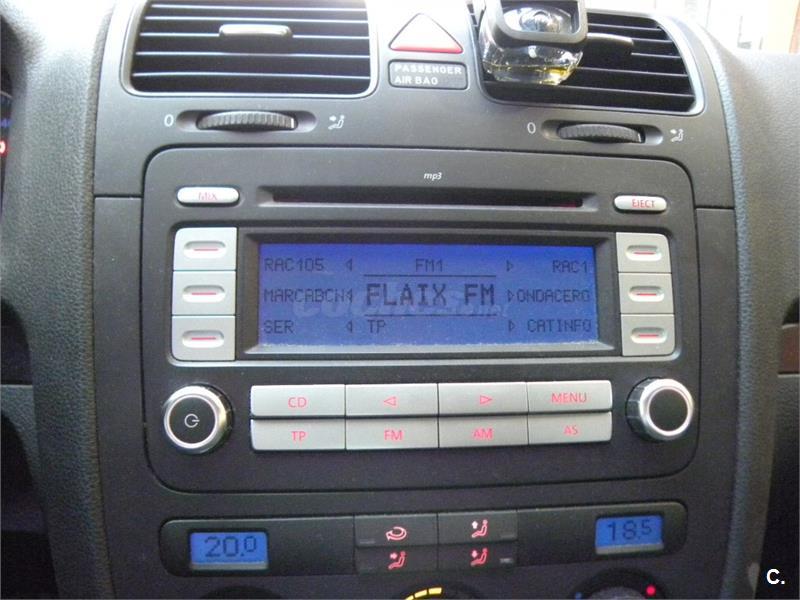 PASSENGER
AIR BAG
0
0
mp3
MIX
EJECT
RAC105 FM1 RAC1
MARCABCN FLAIX FM ONDACERO
SER TP CATINFO
CD MENU
TP FM AM AS
20.0
18.5
C.